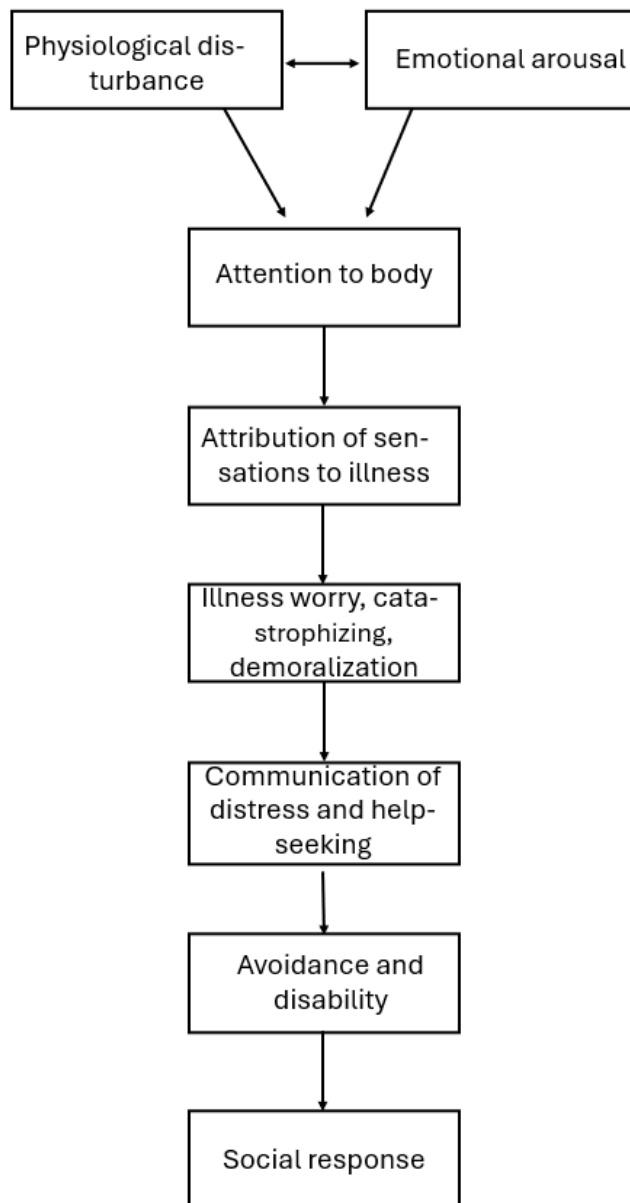 Physiological dis-
turbance
Emotional arousal
Attention to body
Attribution of sen-
sations to illness
Illness worry, cata-
strophizing,
demoralization
Communication of
distress and help-
seeking
Avoidance and
disability
Social response